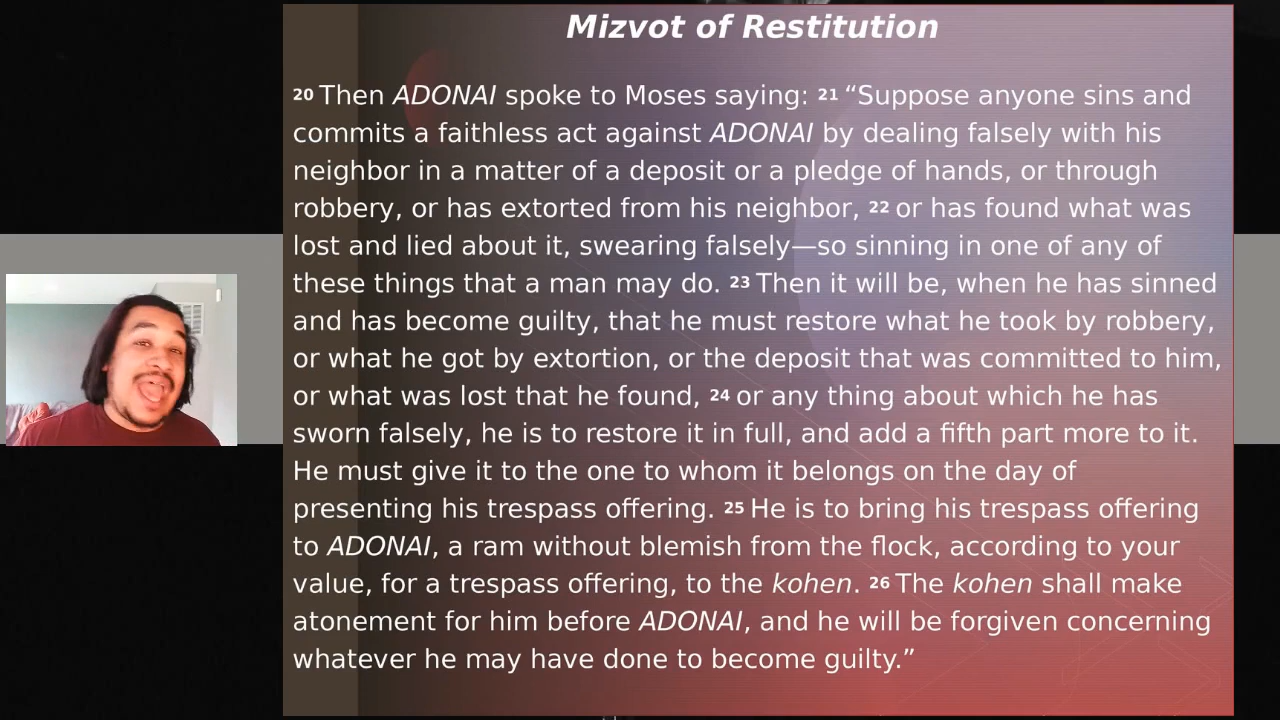 Mizvot of Restitution
20 Then ADONAI spoke to Moses saying: 21 “Suppose anyone sins and
commits a faithless act against ADONAI by dealing falsely with his
neighbor in a matter of a deposit or a pledge of hands, or through
robbery, or has extorted from his neighbor, 22 or has found what was
lost and lied about it, swearing falsely—so sinning in one of any of
these things that a man may do. 23 Then it will be, when he has sinned
and has become guilty, that he must restore what he took by robbery,
or what he got by extortion, or the deposit that was committed to him,
or what was lost that he found, 24 or any thing about which he has
sworn falsely, he is to restore it in full, and add a fifth part more to it.
He must give it to the one to whom it belongs on the day of
presenting his trespass offering. 25 He is to bring his trespass offering
to ADONAI, a ram without blemish from the flock, according to your
value, for a trespass offering, to the kohen. 26 The kohen shall make
atonement for him before ADONAI, and he will be forgiven concerning
whatever he may have done to become guilty.”